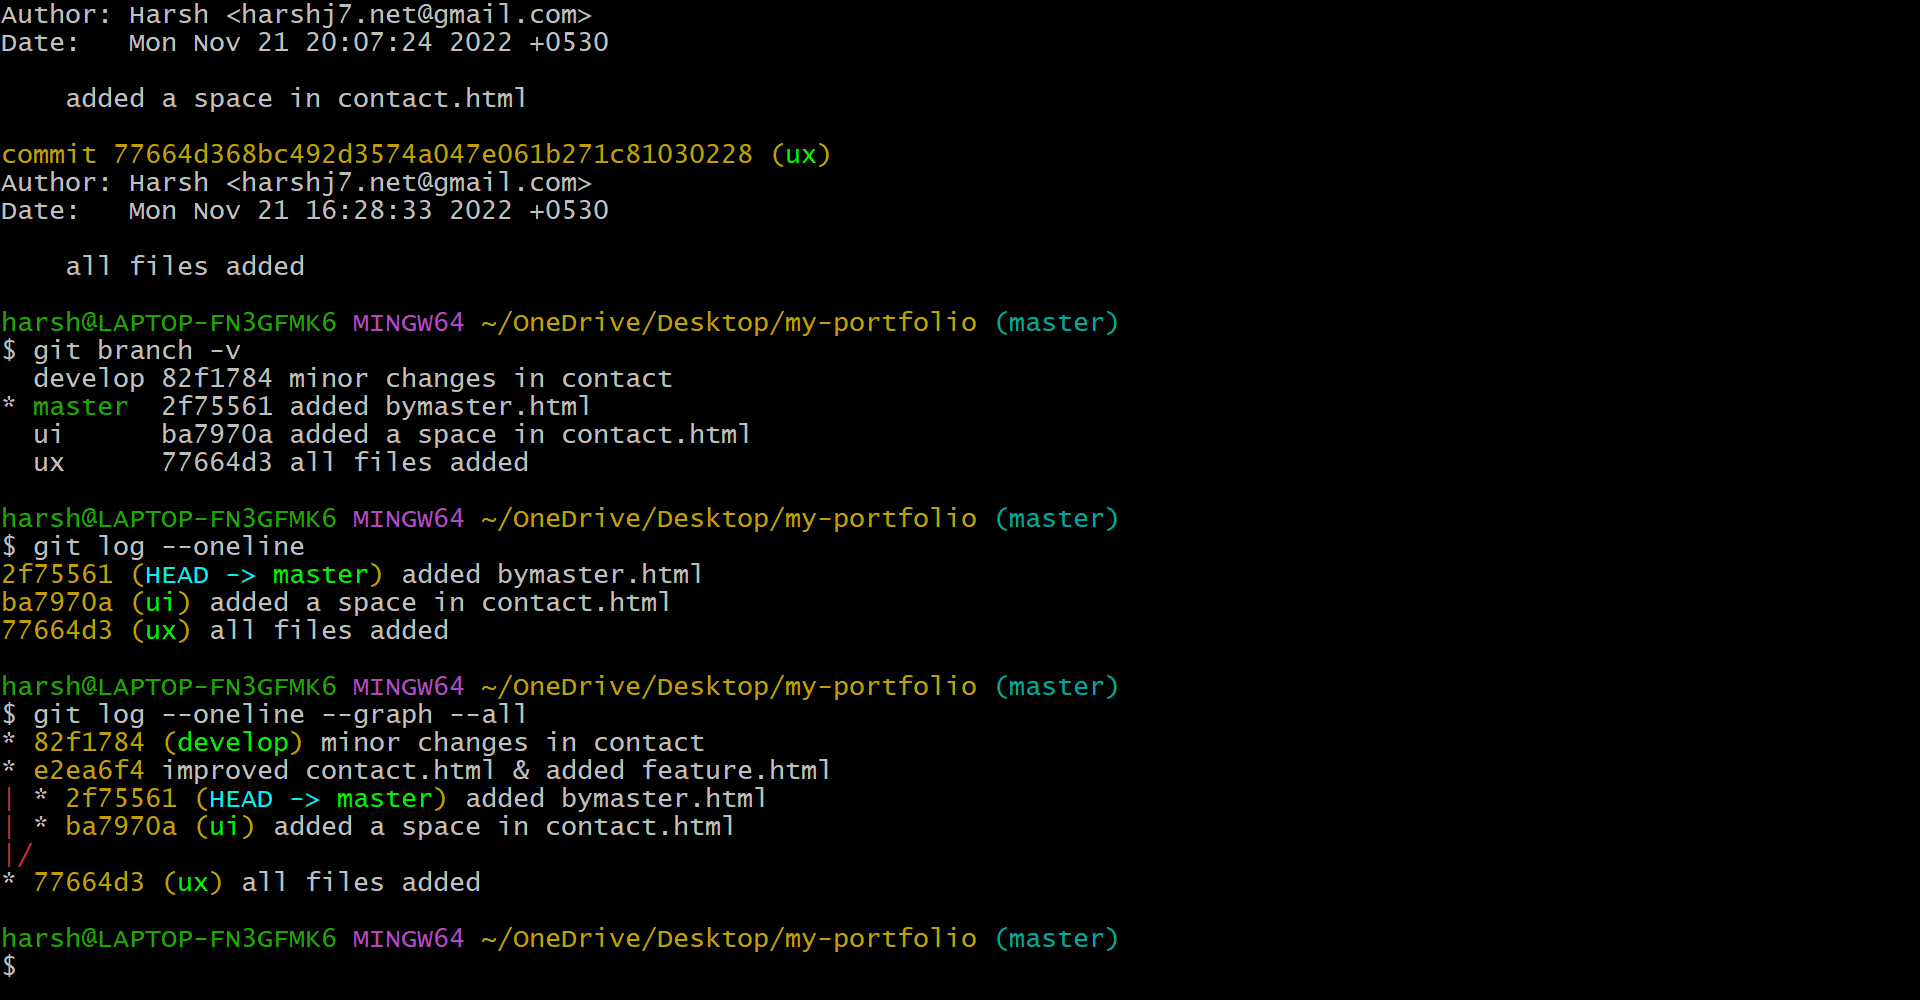 Author: Harsh <harshj7.net@gmail.com>
Date:   Mon Nov 21 20:07:24 2022 +0530

    added a space in contact.html

commit 77664d368bc492d3574a047e061b271c81030228 (ux)
Author: Harsh <harshj7.net@gmail.com>
Date:   Mon Nov 21 16:28:33 2022 +0530

    all files added

harsh@LAPTOP-FN3GFMK6 MINGW64 ~/OneDrive/Desktop/my-portfolio (master)
$ git branch -v
  develop 82f1784 minor changes in contact
* master  2f75561 added bymaster.html
  ui      ba7970a added a space in contact.html
  ux      77664d3 all files added

harsh@LAPTOP-FN3GFMK6 MINGW64 ~/OneDrive/Desktop/my-portfolio (master)
$ git log --oneline
2f75561 (HEAD -> master) added bymaster.html
ba7970a (ui) added a space in contact.html
77664d3 (ux) all files added

harsh@LAPTOP-FN3GFMK6 MINGW64 ~/OneDrive/Desktop/my-portfolio (master)
$ git log --oneline --graph --all
* 82f1784 (develop) minor changes in contact
* e2ea6f4 improved contact.html & added feature.html
| * 2f75561 (HEAD -> master) added bymaster.html
| * ba7970a (ui) added a space in contact.html
|/
* 77664d3 (ux) all files added

harsh@LAPTOP-FN3GFMK6 MINGW64 ~/OneDrive/Desktop/my-portfolio (master)
$